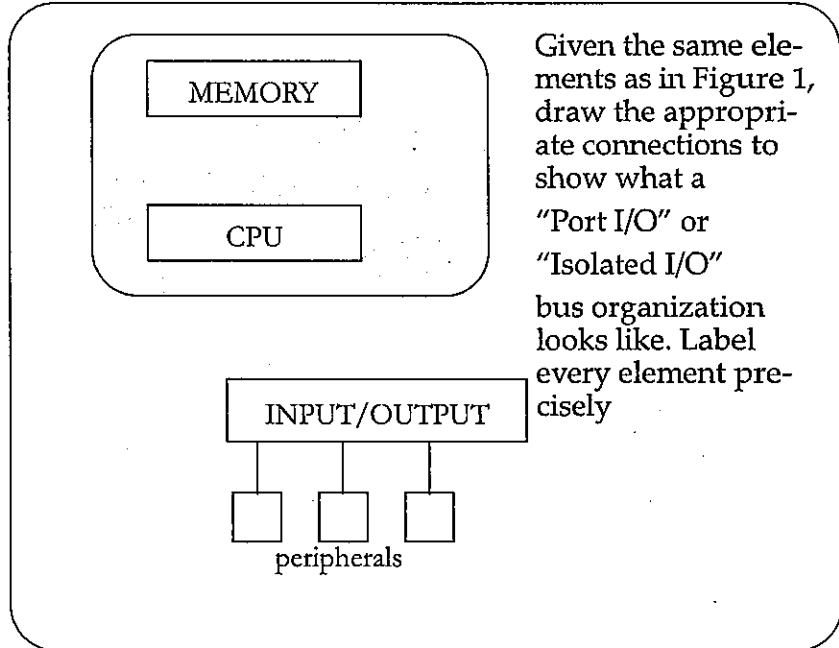 MEMORY
CPU
Given the same ele-
ments as in Figure 1,
draw the appropri-
ate connections to
show what a
"Port I/O" or
"Isolated I/O"
bus organization
looks like. Label
every element pre-
cisely
INPUT/OUTPUT
peripherals